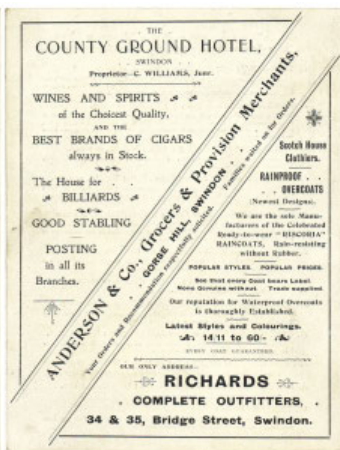 THE
COUNTY GROUND HOTEL,
SWINDON
Proprietor—C. WILLIAMS, Junr.
WINES AND SPIRITS
of the Choicest Quality,
AND THE
BEST BRANDS OF CIGARS
always in Stock.
The House for
BILLIARDS
GOOD STABLING
POSTING
in all its
Branches.
ANDERSON & Co., Grocers & Provision Merchants,
GORSE HILL, SWINDON.
Your Orders and Recommendation respectfully solicited. Families waited on for Orders.
Scotch House
Clothiers.
RAINPROOF
OVERCOATS
(Newest Designs).
We are the sole Manu-
facturers of the Celebrated
Ready-to-wear "RISCORIA"
RAINCOATS, Rain-resisting
without Rubber.
POPULAR STYLES. POPULAR PRICES.
See that every Coat bears Label.
None Genuine without. Trade supplied.
Our reputation for Waterproof Overcoats
is thoroughly Established.
Latest Styles and Colourings.
14/11 to 60/-
EVERY COAT GUARANTEED.
OUR ONLY ADDRESS—
RICHARDS
COMPLETE OUTFITTERS,
34 & 35, Bridge Street, Swindon.